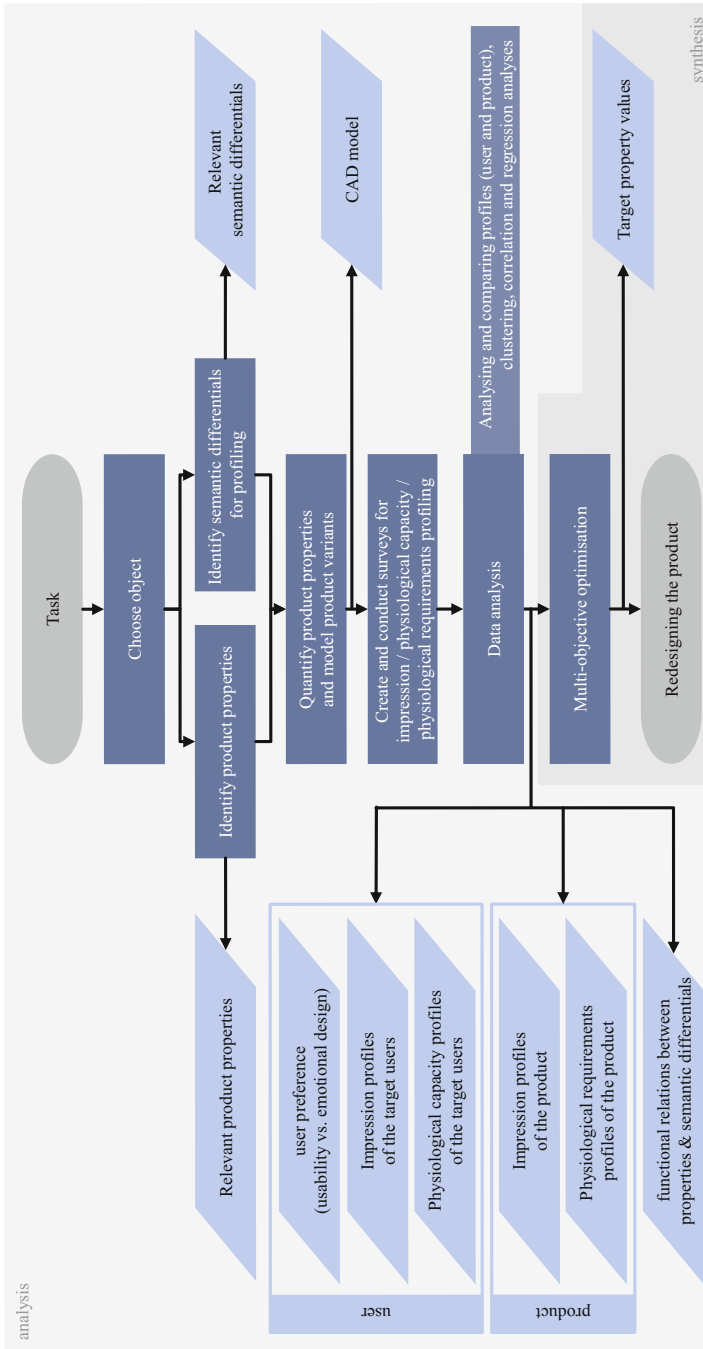 analysis
Task
Choose object
Identify product properties
Identify semantic differentials
for profiling
Relevant product properties
Relevant
semantic differentials
Quantify product properties
and model product variants
CAD model
Create and conduct surveys for
impression / physiological capacity /
physiological requirements profiling
Data analysis
Analysing and comparing profiles (user and product),
clustering, correlation and regression analyses
user
user preference
(usability vs. emotional design)
Impression profiles
of the target users
Physiological capacity profiles
of the target users
product
Impression profiles
of the product
Physiological requirements
profiles of the product
functional relations between
properties & semantic differentials
Multi-objective optimisation
Target property values
Redesigning the product
synthesis